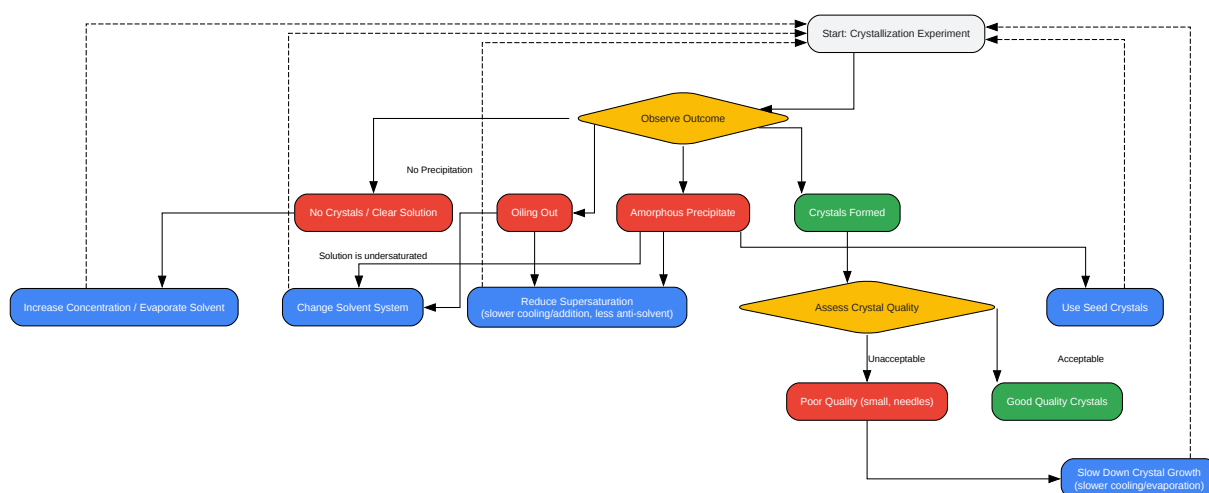 Start: Crystallization Experiment
Observe Outcome
No Precipitation
No Crystals / Clear Solution
Oiling Out
Amorphous Precipitate
Crystals Formed
Solution is undersaturated
Increase Concentration / Evaporate Solvent
Change Solvent System
Reduce Supersaturation
(slower cooling/addition, less anti-solvent)
Assess Crystal Quality
Use Seed Crystals
Unacceptable
Acceptable
Poor Quality (small, needles)
Good Quality Crystals
Slow Down Crystal Growth
(slower cooling/evaporation)